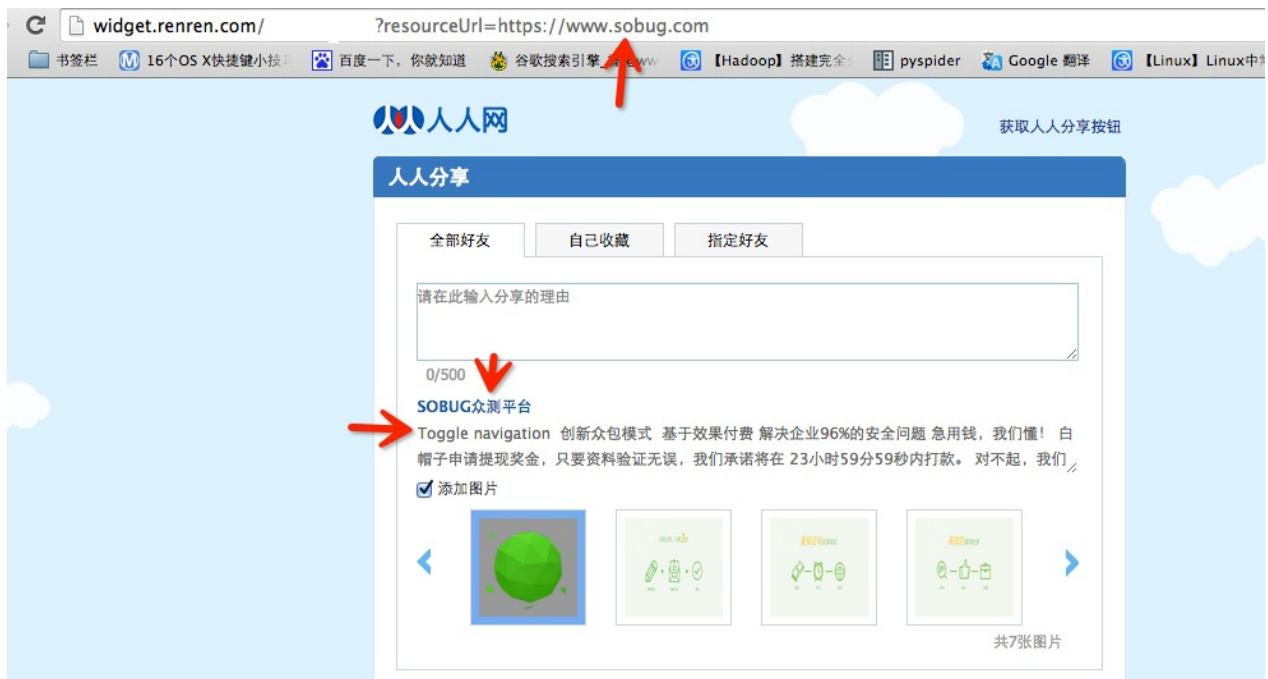 widget.renren.com/ ?resourceUrl=https://www.sobug.com
书签栏 16个OS X快捷键小技 百度一下，你就知道 谷歌搜索引擎_ 【Hadoop】搭建完全 pyspider Google 翻译 【Linux】Linux中
人人网
获取人人分享按钮
人人分享
全部好友 自己收藏 指定好友
请在此输入分享的理由
0/500
SOBUG众测平台
Toggle navigation 创新众包模式 基于效果付费 解决企业96%的安全问题 急用钱，我们懂！ 白
帽子申请提现奖金，只要资料验证无误，我们承诺将在 23小时59分59秒内打款。 对不起，我们
添加图片
共7张图片